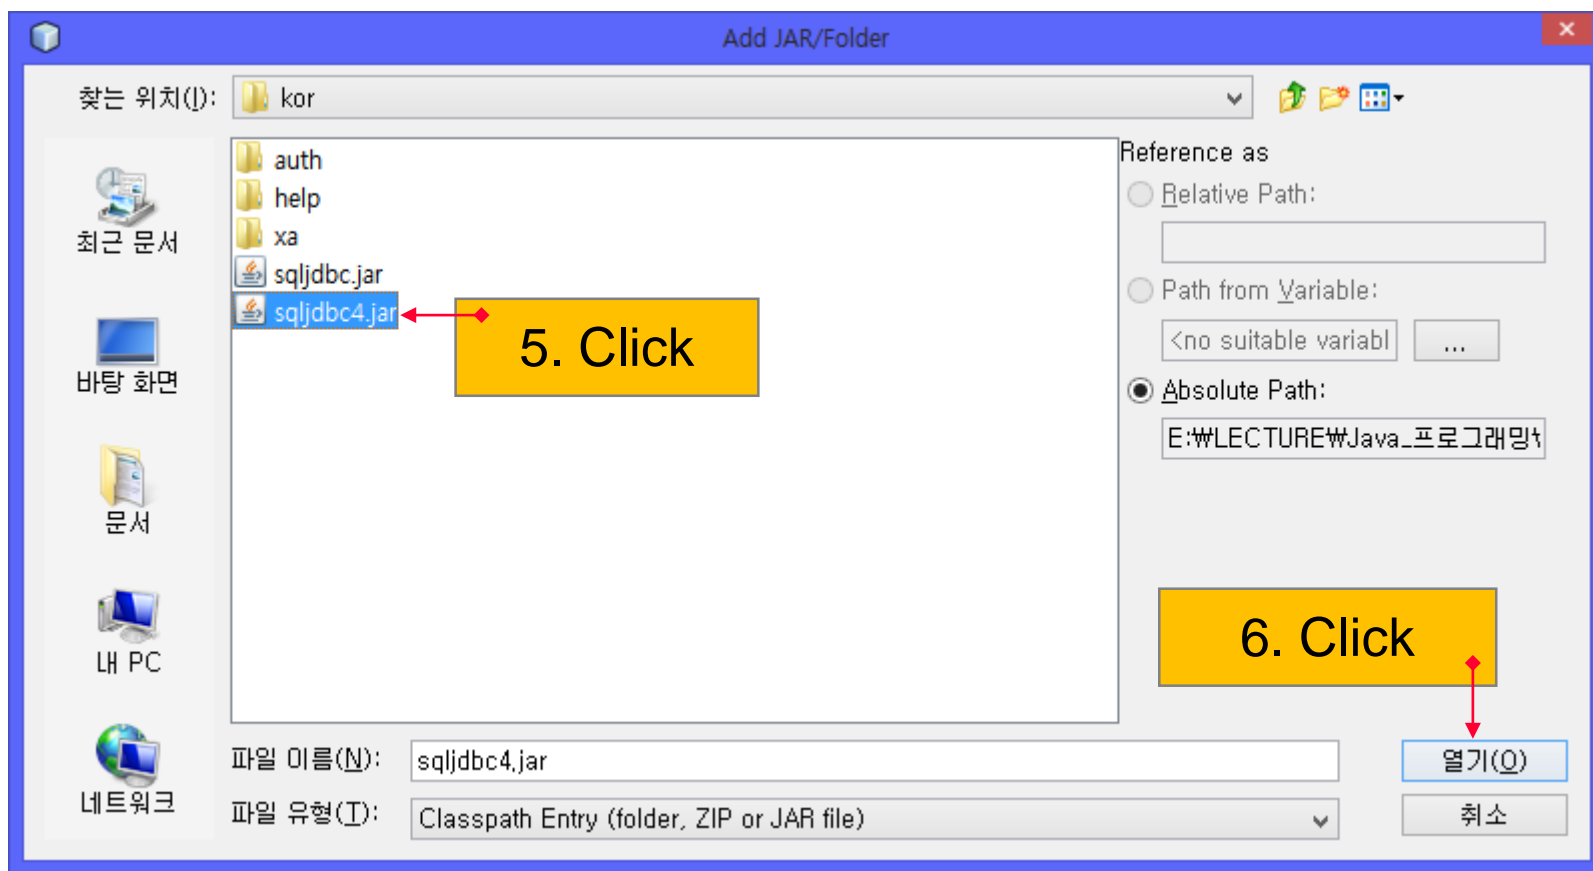 Add JAR/Folder
찾는 위치(I):
kor
최근 문서
바탕 화면
문서
내 PC
네트워크
auth
help
xa
sqljdbc.jar
sqljdbc4.jar
5. Click
Reference as
Relative Path:
Path from Variable:
<no suitable variabl
...
Absolute Path:
E:₩LECTURE₩Java_프로그래밍
6. Click
파일 이름(N):
sqljdbc4.jar
열기(O)
파일 유형(T):
Classpath Entry (folder, ZIP or JAR file)
취소